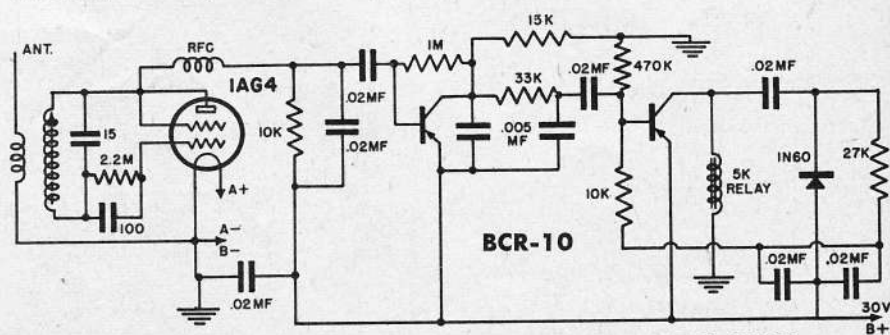 ANT.
RFC
1AG4
15
2.2M
100
A+
A-
B-
.02MF
10K
.02MF
.02MF
1M
15K
33K
.005
MF
.02MF
470K
10K
BCR-10
5K
RELAY
.02MF
1N60
27K
.02MF
.02MF
30V
B+